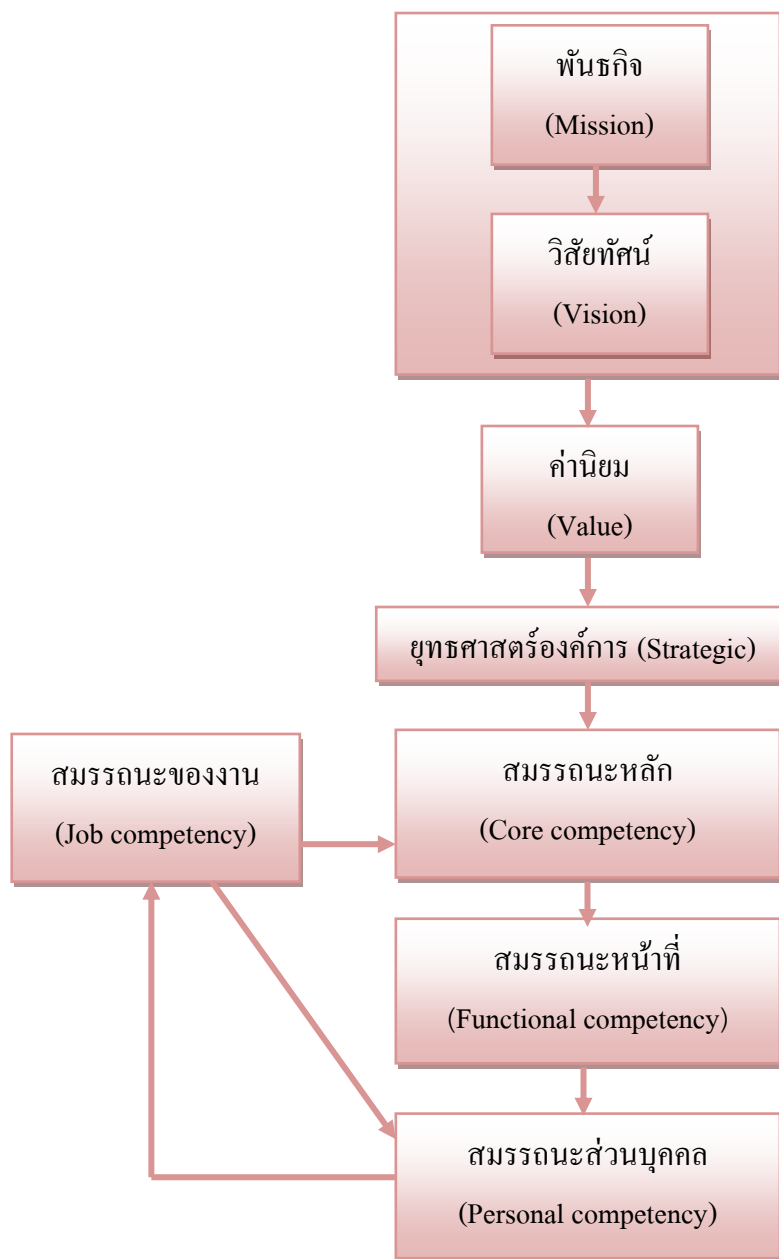 พันธกิจ
(Mission)
วิสัยทัศน์
(Vision)
ค่านิยม
(Value)
ยุทธศาสตร์องค์การ (Strategic)
สมรรถนะของงาน
(Job competency)
สมรรถนะหลัก
(Core competency)
สมรรถนะหน้าที่
(Functional competency)
สมรรถนะส่วนบุคคล
(Personal competency)